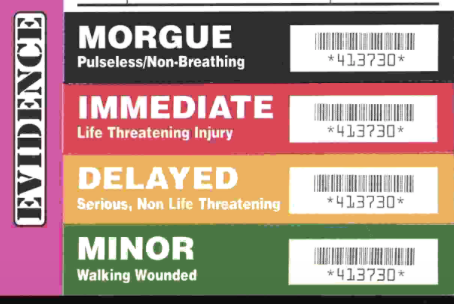 EVIDENCE
MORGUE
Pulseless/Non-Breathing
*413730*
IMMEDIATE
Life Threatening Injury
*413730*
DELAYED
Serious, Non Life Threatening
*413730*
MINOR
Walking Wounded
*413730*